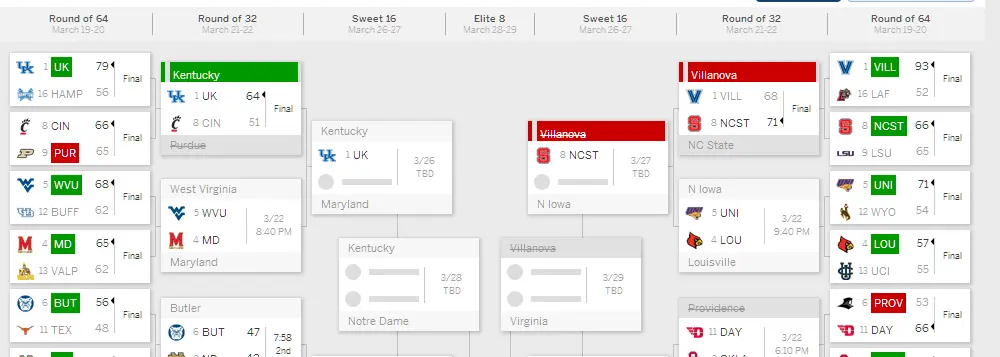 Round of 64 Round of 32 Sweet 16 Elite 8 Sweet 16 Round of 32 Round of 64
March 19-20 March 21-22 March 26-27 March 28-29 March 26-27 March 21-22 March 19-20
1 UK 79
16 HAMP 56
Final
8 CIN 66
9 PUR 65
Final
5 WVU 68
12 BUFF 62
Final
4 MD 65
13 VALP 62
Final
6 BUT 56
11 TEX 48
Final
Kentucky
1 UK 64
8 CIN 51
Final
Purdue
West Virginia
5 WVU
4 MD
3/22
8:40 PM
Maryland
Butler
6 BUT 47
7:58
2nd
Kentucky
1 UK
3/26
TBD
Maryland
Kentucky
3/28
TBD
Notre Dame
Villanova
8 NCST
3/27
TBD
N Iowa
Villanova
3/29
TBD
Virginia
Villanova
1 VILL 68
8 NCST 71
Final
NC State
N Iowa
5 UNI
4 LOU
3/22
9:40 PM
Louisville
Providence
11 DAY
3/22
6:10 PM
1 VILL 93
16 LAF 52
Final
8 NCST 66
LSU 9 LSU 65
Final
5 UNI 71
12 WYO 54
Final
4 LOU 57
13 UCI 55
Final
6 PROV 53
11 DAY 66
Final